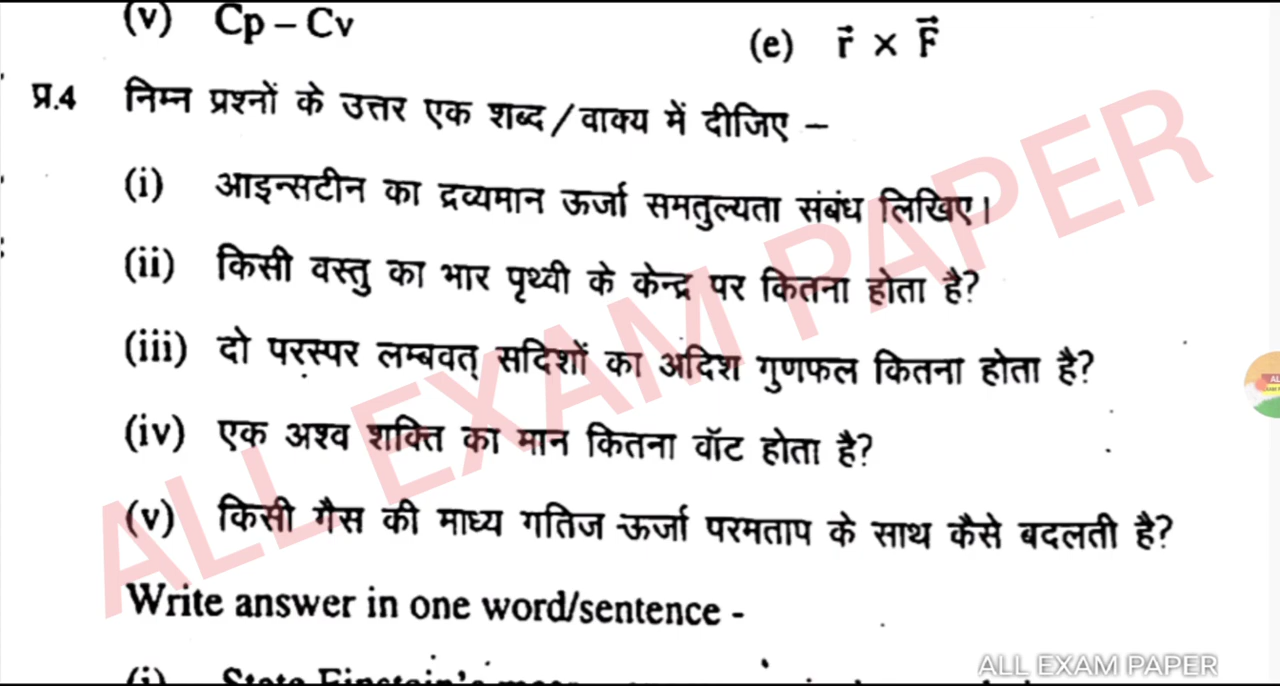 (v) Cp – Cv
(e) r⃗ × F⃗
प्र.4 निम्न प्रश्नों के उत्तर एक शब्द/वाक्य में दीजिए –
(i) आइन्सटीन का द्रव्यमान ऊर्जा समतुल्यता संबंध लिखिए।
(ii) किसी वस्तु का भार पृथ्वी के केन्द्र पर कितना होता है?
(iii) दो परस्पर लम्बवत् सदिशों का अदिश गुणफल कितना होता है?
(iv) एक अश्व शक्ति का मान कितना वॉट होता है?
(v) किसी गैस की माध्य गतिज ऊर्जा परमताप के साथ कैसे बदलती है?
Write answer in one word/sentence -
(i) State Einstein's
ALL EXAM PAPER
ALL EXAM PAPER